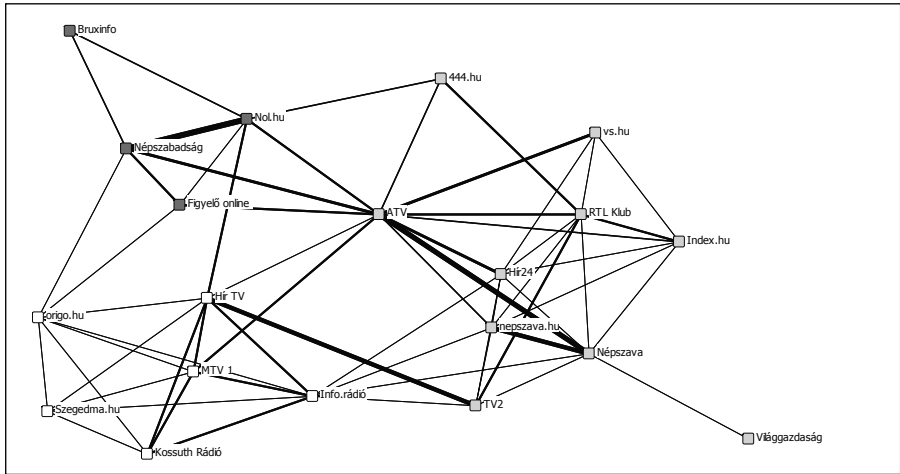 Bruxinfo
444.hu
Nol.hu
vs.hu
Népszabadság
Figyelő online
ATV
RTL Klub
Index.hu
Hír24
Hír TV
origo.hu
nepszava.hu
Népszava
MTV 1
Info.rádió
TV2
Szegedma.hu
Világgazdaság
Kossuth Rádió